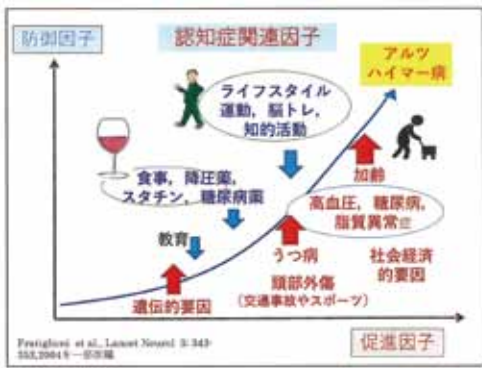 防御因子
認知症関連因子
アルツ
ハイマー病
ライフスタイル
運動, 脳トレ,
知的活動
食事, 降圧薬,
スタチン, 糖尿病薬
加齢
高血圧, 糖尿病,
脂質異常症
教育
うつ病
社会経済
的要因
遺伝的要因
頭部外傷
(交通事故やスポーツ)
促進因子
Fratiglioni et al., Lancet Neurol 3: 343-
353,2004を一部改編